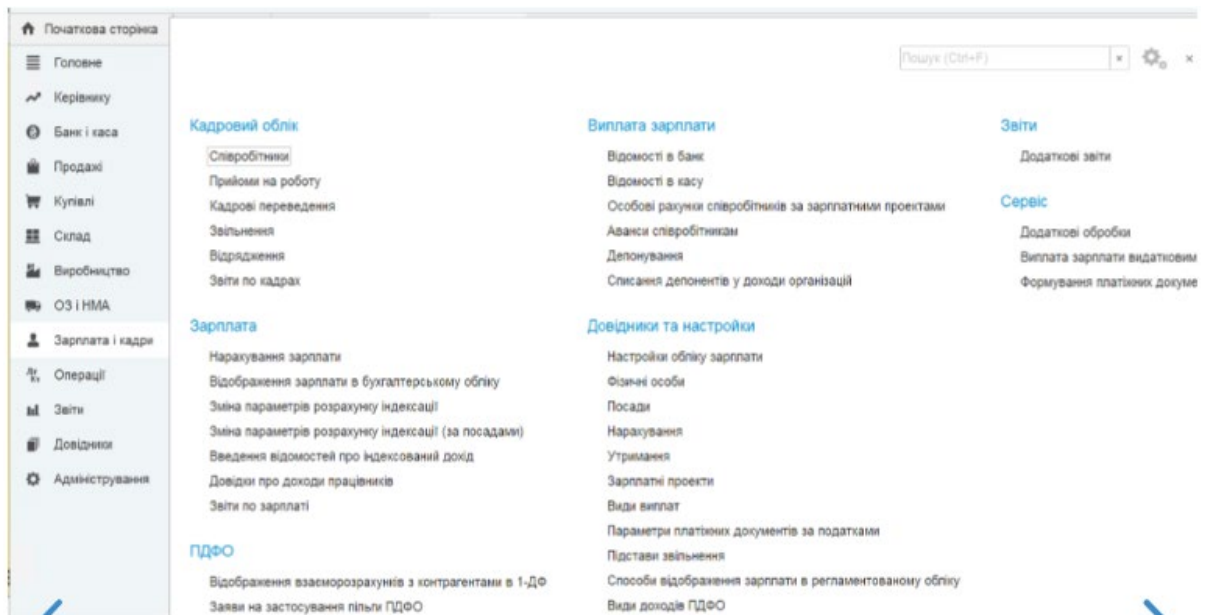 Початкова сторінка
Головне
Керівнику
Банк і каса
Продажі
Купівлі
Склад
Виробництво
ОЗ і НМА
Зарплата і кадри
Операції
Звіти
Довідники
Адміністрування
Пошук (Ctrl+F)
Кадровий облік
Співробітники
Прийоми на роботу
Кадрові переведення
Звільнення
Відрядження
Звіти по кадрах
Зарплата
Нарахування зарплати
Відображення зарплати в бухгалтерському обліку
Зміна параметрів розрахунку індексації
Зміна параметрів розрахунку індексації (за посадами)
Введення відомостей про індексований дохід
Довідки про доходи працівників
Звіти по зарплаті
ПДФО
Відображення взаєморозрахунків з контрагентами в 1-ДФ
Заяви на застосування пільги ПДФО
Виплата зарплати
Відомості в банк
Відомості в касу
Особові рахунки співробітників за зарплатними проектами
Аванси співробітникам
Депонування
Списання депонентів у доходи організацій
Довідники та настройки
Настройки обліку зарплати
Фізичні особи
Посади
Нарахування
Утримання
Зарплатні проекти
Види виплат
Параметри платіжних документів за податками
Підстави звільнення
Способи відображення зарплати в регламентованому обліку
Види доходів ПДФО
Звіти
Додаткові звіти
Сервіс
Додаткові обробки
Виплата зарплати видатковим
Формування платіжних докуме